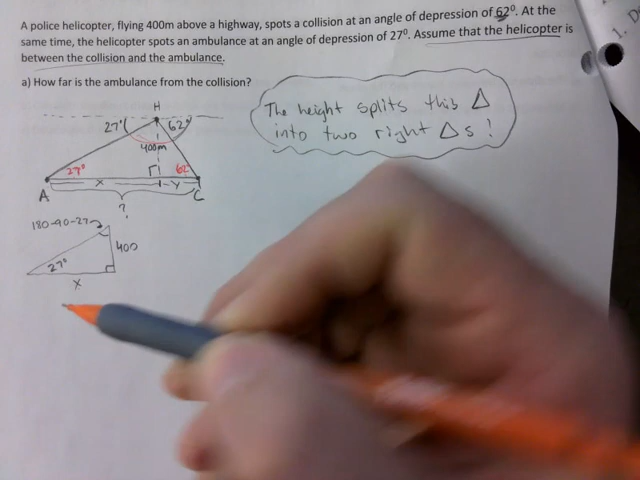 A police helicopter, flying 400m above a highway, spots a collision at an angle of depression of 62⁰. At the
same time, the helicopter spots an ambulance at an angle of depression of 27⁰. Assume that the helicopter is
between the collision and the ambulance.
1.
a) How far is the ambulance from the collision?
The height splits this Δ
into two right Δs!
H
27° 62°
400m
27° 62
A x y C
?
180-90-27
400
27°
x